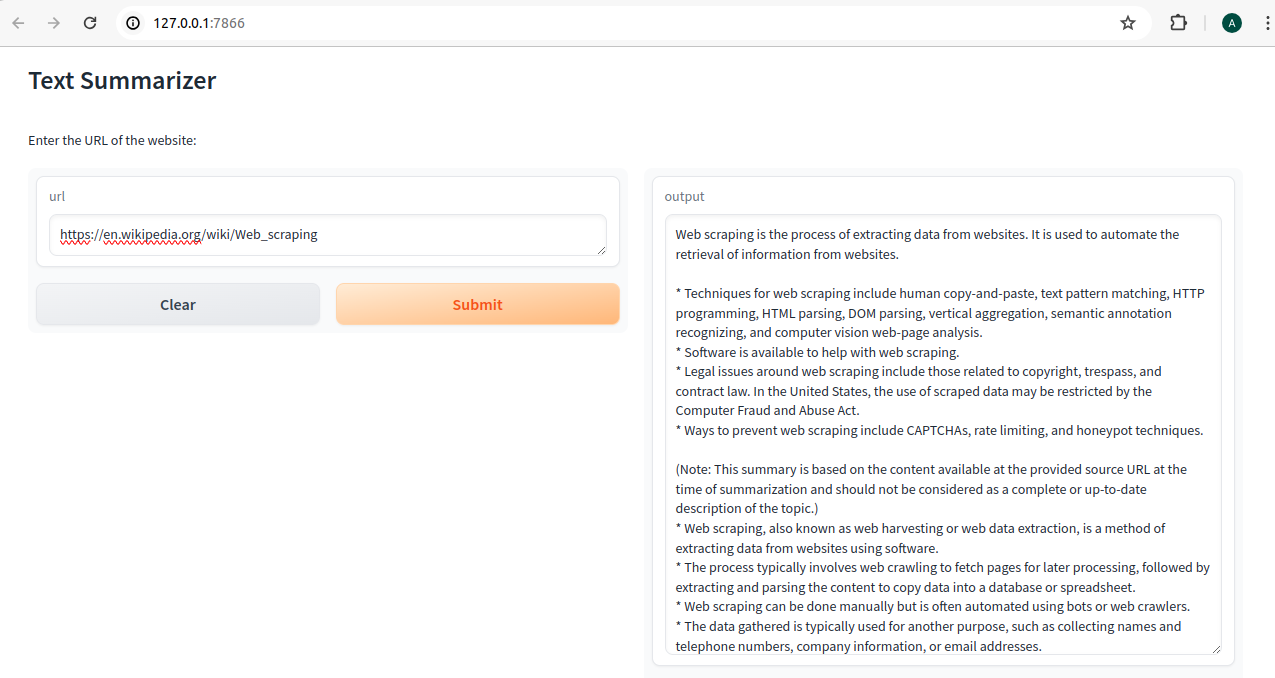 127.0.0.1:7866
A
Text Summarizer
Enter the URL of the website:
url
https://en.wikipedia.org/wiki/Web_scraping
Clear
Submit
output
Web scraping is the process of extracting data from websites. It is used to automate the
retrieval of information from websites.
* Techniques for web scraping include human copy-and-paste, text pattern matching, HTTP
programming, HTML parsing, DOM parsing, vertical aggregation, semantic annotation
recognizing, and computer vision web-page analysis.
* Software is available to help with web scraping.
* Legal issues around web scraping include those related to copyright, trespass, and
contract law. In the United States, the use of scraped data may be restricted by the
Computer Fraud and Abuse Act.
* Ways to prevent web scraping include CAPTCHAs, rate limiting, and honeypot techniques.
(Note: This summary is based on the content available at the provided source URL at the
time of summarization and should not be considered as a complete or up-to-date
description of the topic.)
* Web scraping, also known as web harvesting or web data extraction, is a method of
extracting data from websites using software.
* The process typically involves web crawling to fetch pages for later processing, followed by
extracting and parsing the content to copy data into a database or spreadsheet.
* Web scraping can be done manually but is often automated using bots or web crawlers.
* The data gathered is typically used for another purpose, such as collecting names and
telephone numbers, company information, or email addresses.